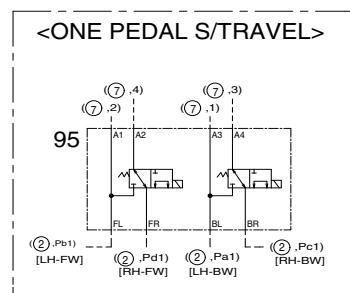 <ONE PEDAL S/TRAVEL>
(7 ,4) (7 ,3)
(7 ,2) (7 ,1)
A1 A2 A3 A4
95
FL FR BL BR
(2 ,Pb1) (2 ,Pd1) (2 ,Pa1) (2 ,Pc1)
[LH-FW] [RH-FW] [LH-BW] [RH-BW]